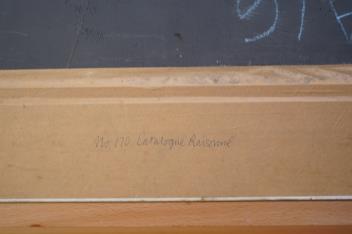 No 170. Catalogue Raisonné